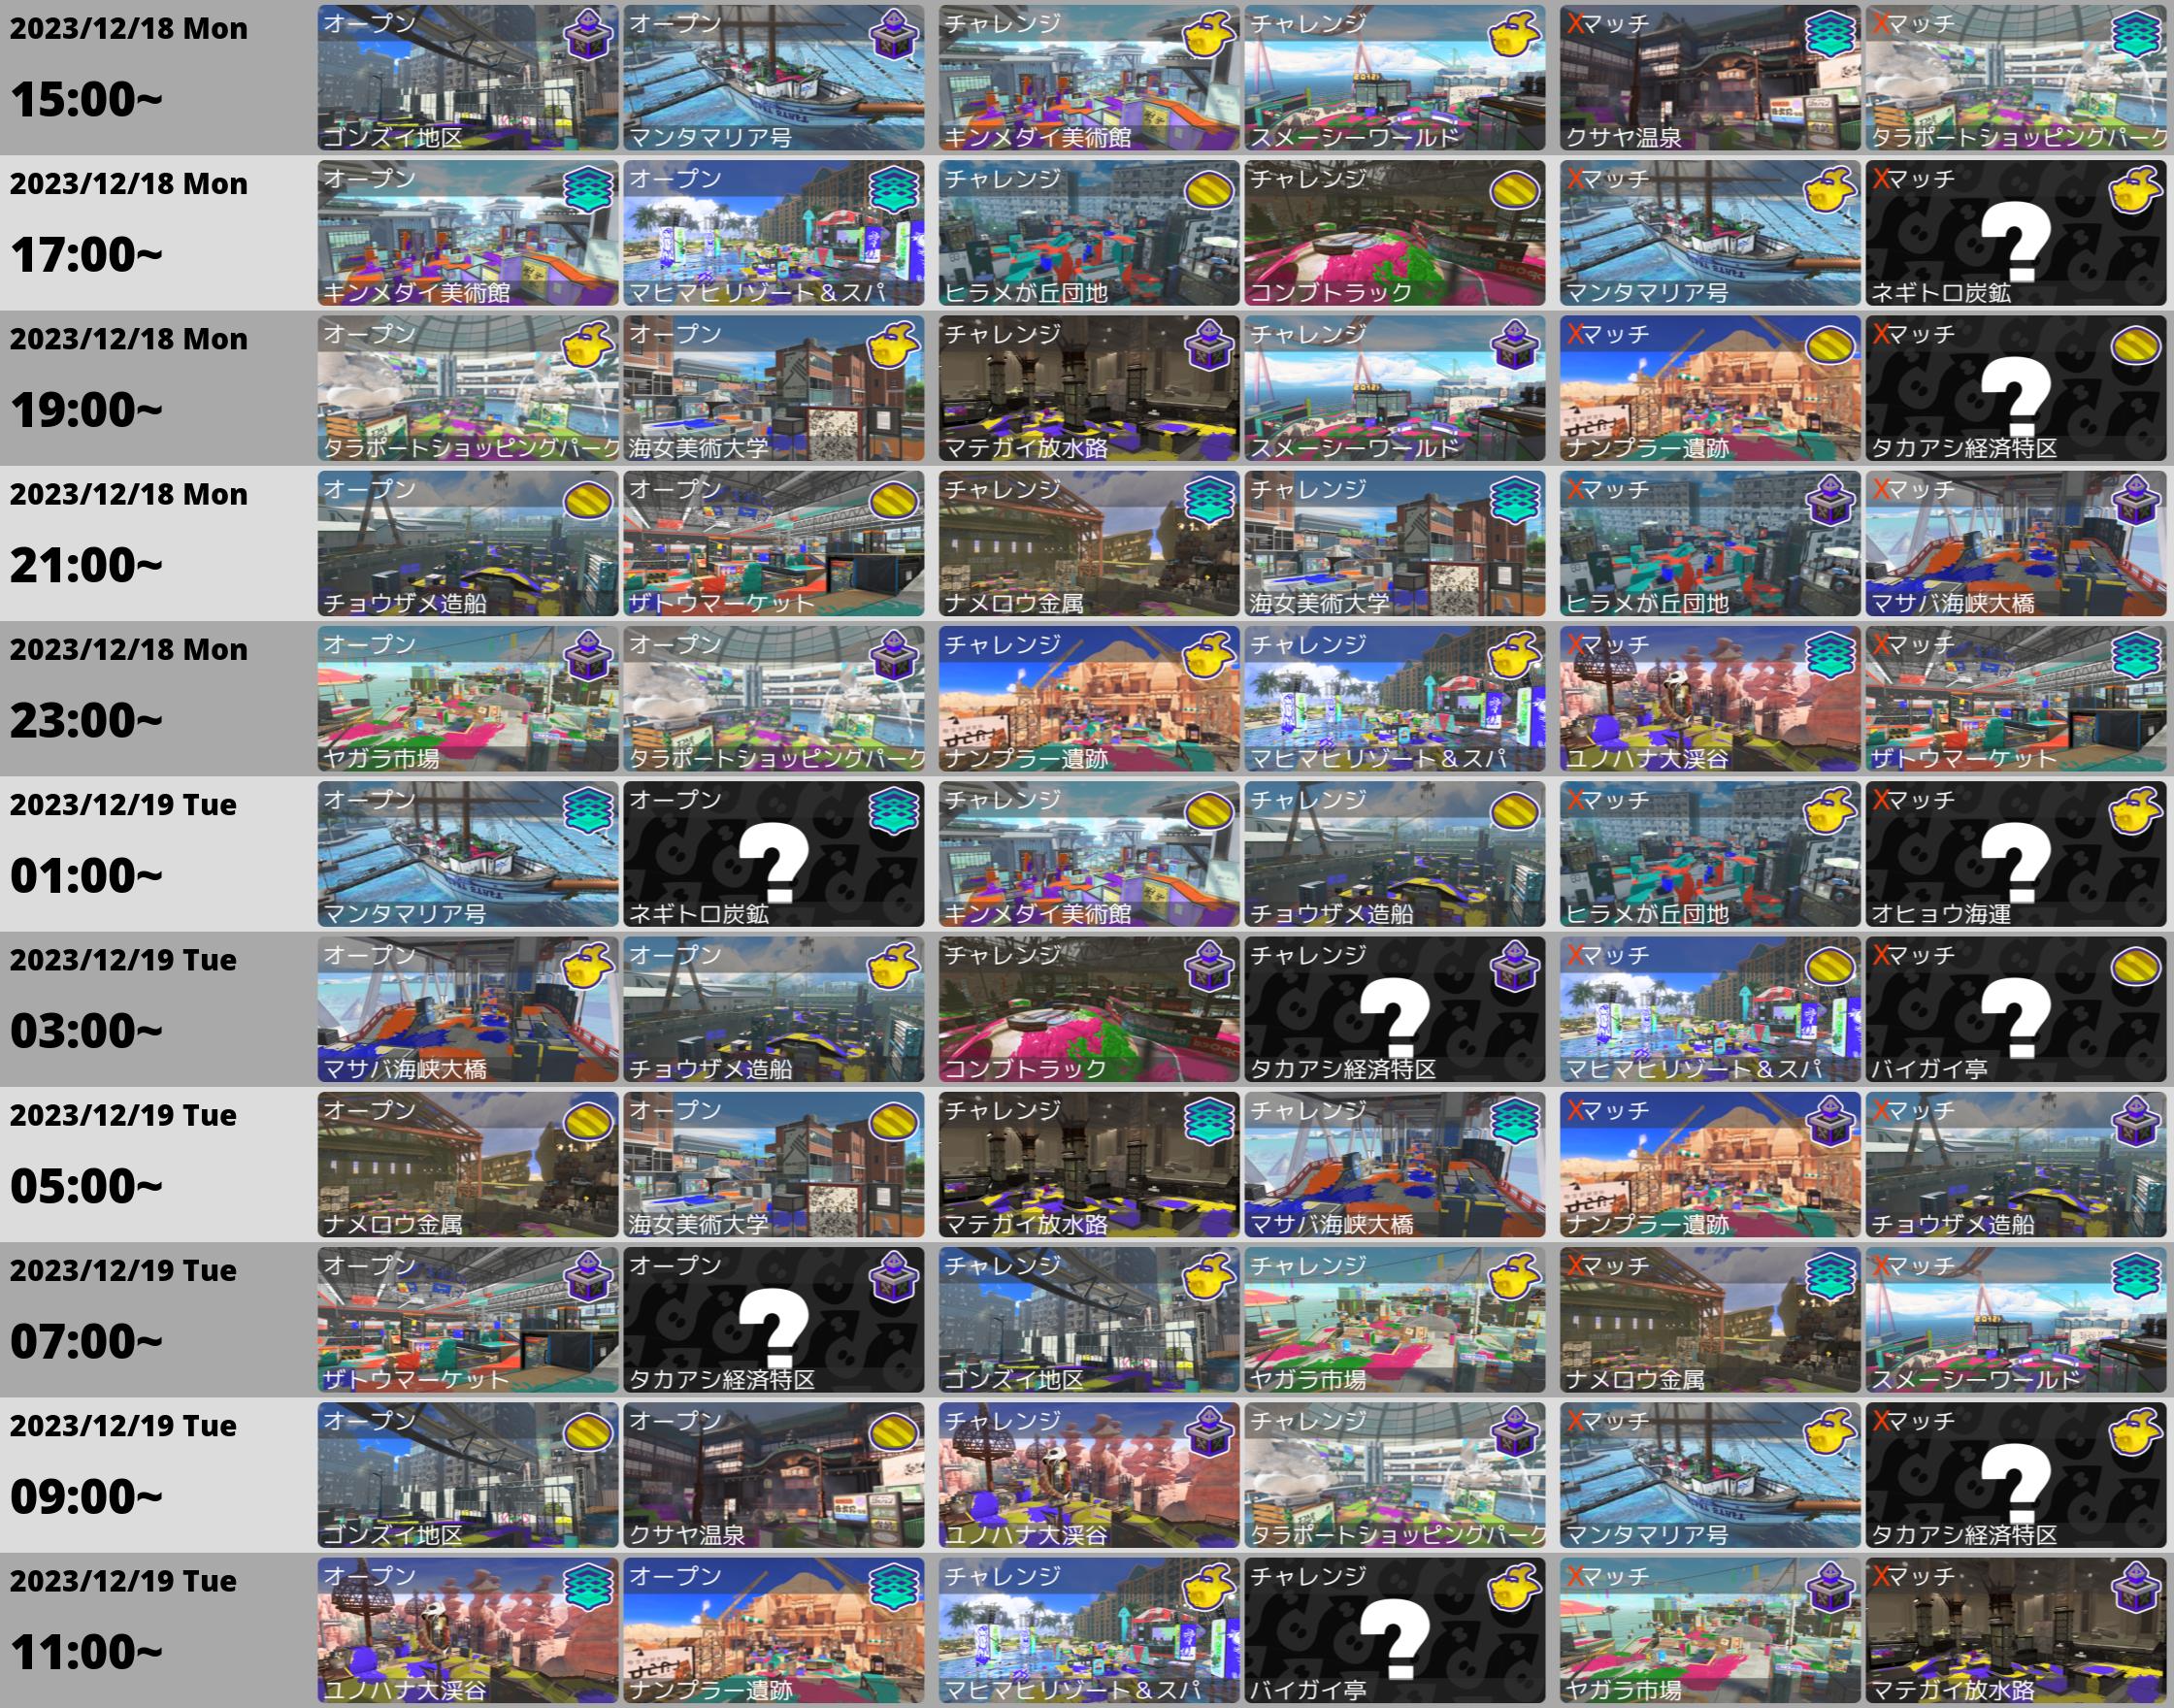 2023/12/18 Mon
15:00~
オープン
ゴンズイ地区
オープン
マンタマリア号
チャレンジ
キンメダイ美術館
チャレンジ
スメーシーワールド
Xマッチ
クサヤ温泉
Xマッチ
タラポートショッピングパーク
2023/12/18 Mon
17:00~
オープン
キンメダイ美術館
オープン
マヒマヒリゾート＆スパ
チャレンジ
ヒラメが丘団地
チャレンジ
コンブトラック
Xマッチ
マンタマリア号
Xマッチ
?
ネギトロ炭鉱
2023/12/18 Mon
19:00~
オープン
タラポートショッピングパーク
オープン
海女美術大学
チャレンジ
マテガイ放水路
チャレンジ
スメーシーワールド
Xマッチ
ナンプラー遺跡
Xマッチ
?
タカアシ経済特区
2023/12/18 Mon
21:00~
オープン
チョウザメ造船
オープン
ザトウマーケット
チャレンジ
ナメロウ金属
チャレンジ
海女美術大学
Xマッチ
ヒラメが丘団地
Xマッチ
マサバ海峡大橋
2023/12/18 Mon
23:00~
オープン
ヤガラ市場
オープン
タラポートショッピングパーク
チャレンジ
ナンプラー遺跡
チャレンジ
マヒマヒリゾート＆スパ
Xマッチ
ユノハナ大渓谷
Xマッチ
ザトウマーケット
2023/12/19 Tue
01:00~
オープン
マンタマリア号
オープン
?
ネギトロ炭鉱
チャレンジ
キンメダイ美術館
チャレンジ
チョウザメ造船
Xマッチ
ヒラメが丘団地
Xマッチ
?
オヒョウ海運
2023/12/19 Tue
03:00~
オープン
マサバ海峡大橋
オープン
チョウザメ造船
チャレンジ
コンブトラック
チャレンジ
?
タカアシ経済特区
Xマッチ
マヒマヒリゾート＆スパ
Xマッチ
?
バイガイ亭
2023/12/19 Tue
05:00~
オープン
ナメロウ金属
オープン
海女美術大学
チャレンジ
マテガイ放水路
チャレンジ
マサバ海峡大橋
Xマッチ
ナンプラー遺跡
Xマッチ
チョウザメ造船
2023/12/19 Tue
07:00~
オープン
ザトウマーケット
オープン
?
タカアシ経済特区
チャレンジ
ゴンズイ地区
チャレンジ
ヤガラ市場
Xマッチ
ナメロウ金属
Xマッチ
スメーシーワールド
2023/12/19 Tue
09:00~
オープン
ゴンズイ地区
オープン
クサヤ温泉
チャレンジ
ユノハナ大渓谷
チャレンジ
タラポートショッピングパーク
Xマッチ
マンタマリア号
Xマッチ
?
タカアシ経済特区
2023/12/19 Tue
11:00~
オープン
ユノハナ大渓谷
オープン
ナンプラー遺跡
チャレンジ
マヒマヒリゾート＆スパ
チャレンジ
?
バイガイ亭
Xマッチ
ヤガラ市場
Xマッチ
マテガイ放水路